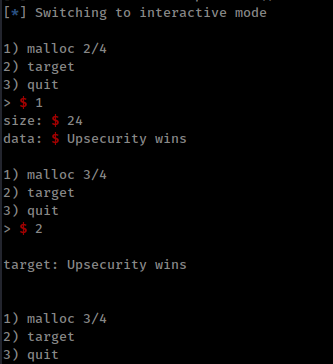 [*] Switching to interactive mode
1) malloc 2/4
2) target
3) quit
> $ 1
size: $ 24
data: $ Upsecurity wins
1) malloc 3/4
2) target
3) quit
> $ 2
target: Upsecurity wins
1) malloc 3/4
2) target
3) quit